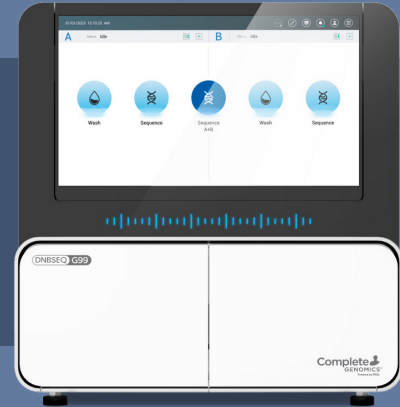 A Idle
B Idle
Wash
Sequence
Sequence
A+B
Wash
Sequence
DNBSEQ G99
Complete
GENOMICS